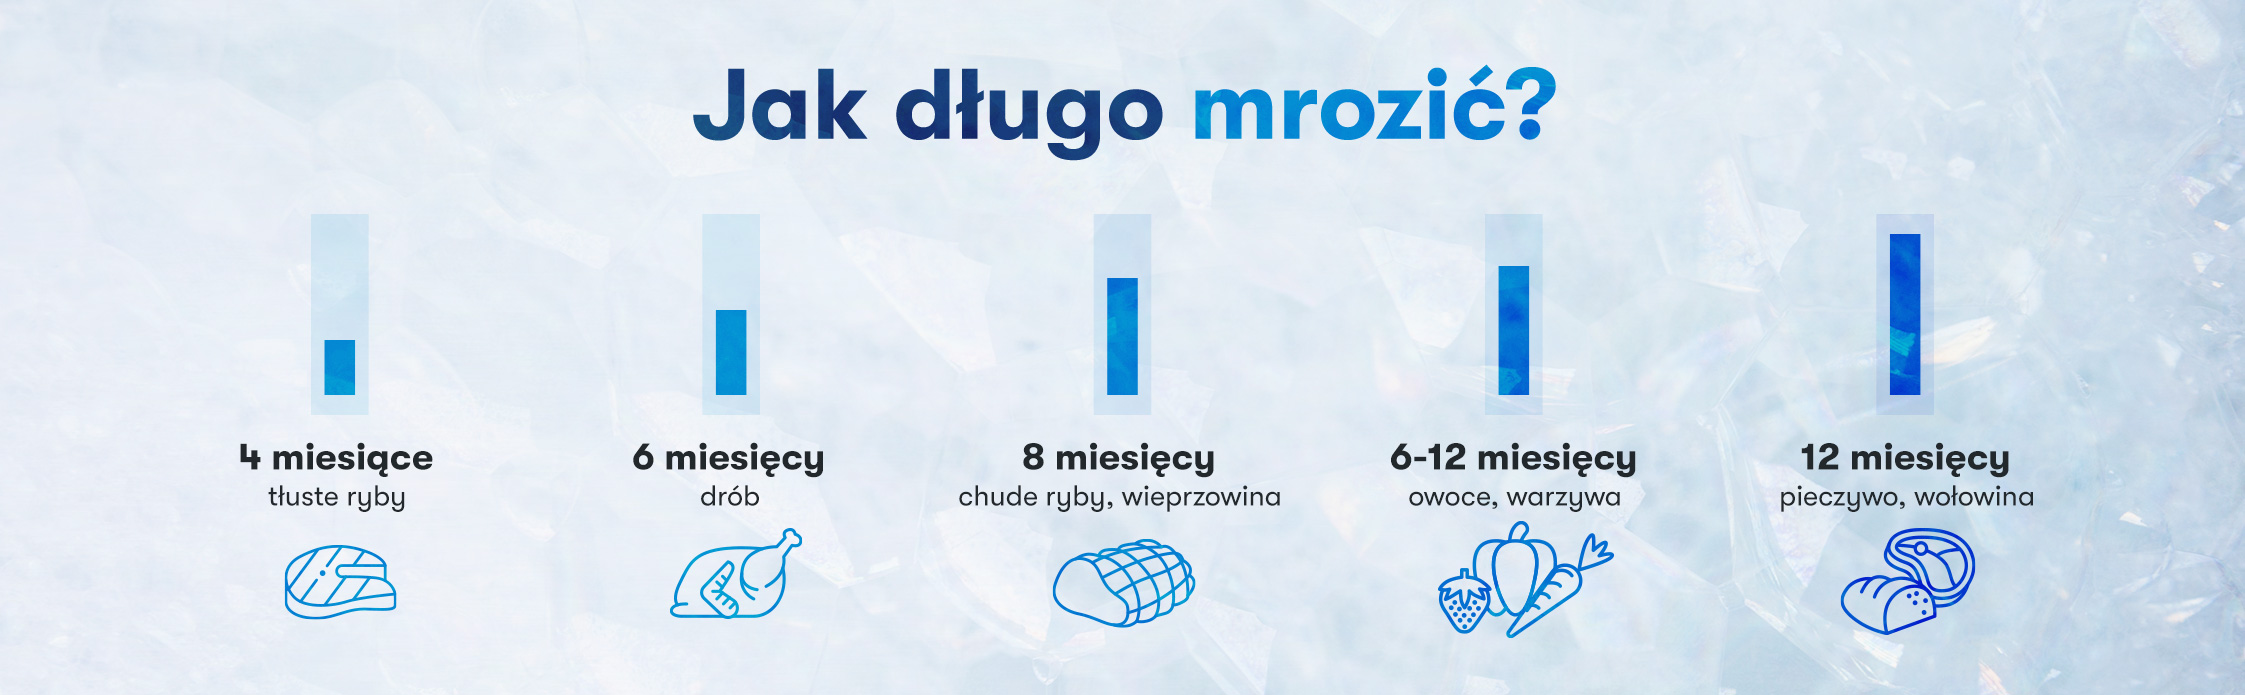 Jak długo mrozić?
4 miesiące
tłuste ryby
6 miesięcy
drób
8 miesięcy
chude ryby, wieprzowina
6-12 miesięcy
owoce, warzywa
12 miesięcy
pieczywo, wołowina